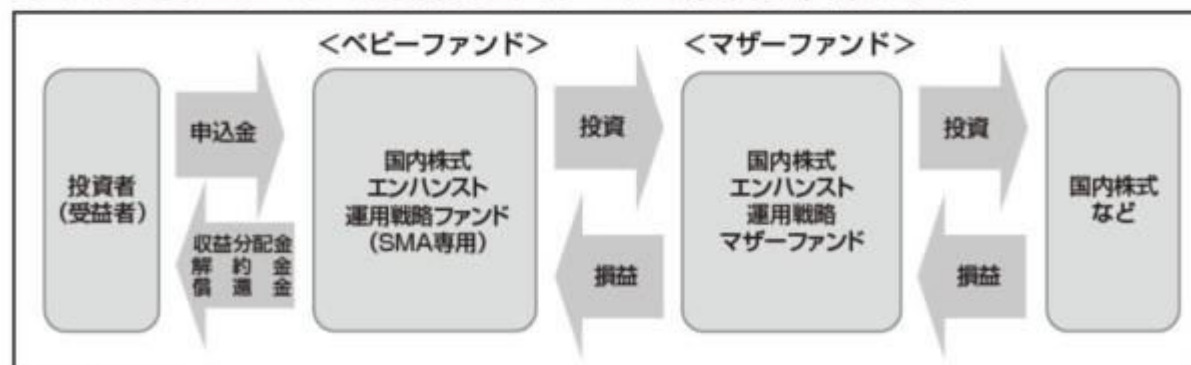 <ベビーファンド>
<マザーファンド>
投資者
(受益者)
申込金
収益分配金
解約金
償還金
国内株式
エンハンスト
運用戦略ファンド
(SMA専用)
投資
損益
国内株式
エンハンスト
運用戦略
マザーファンド
投資
損益
国内株式
など